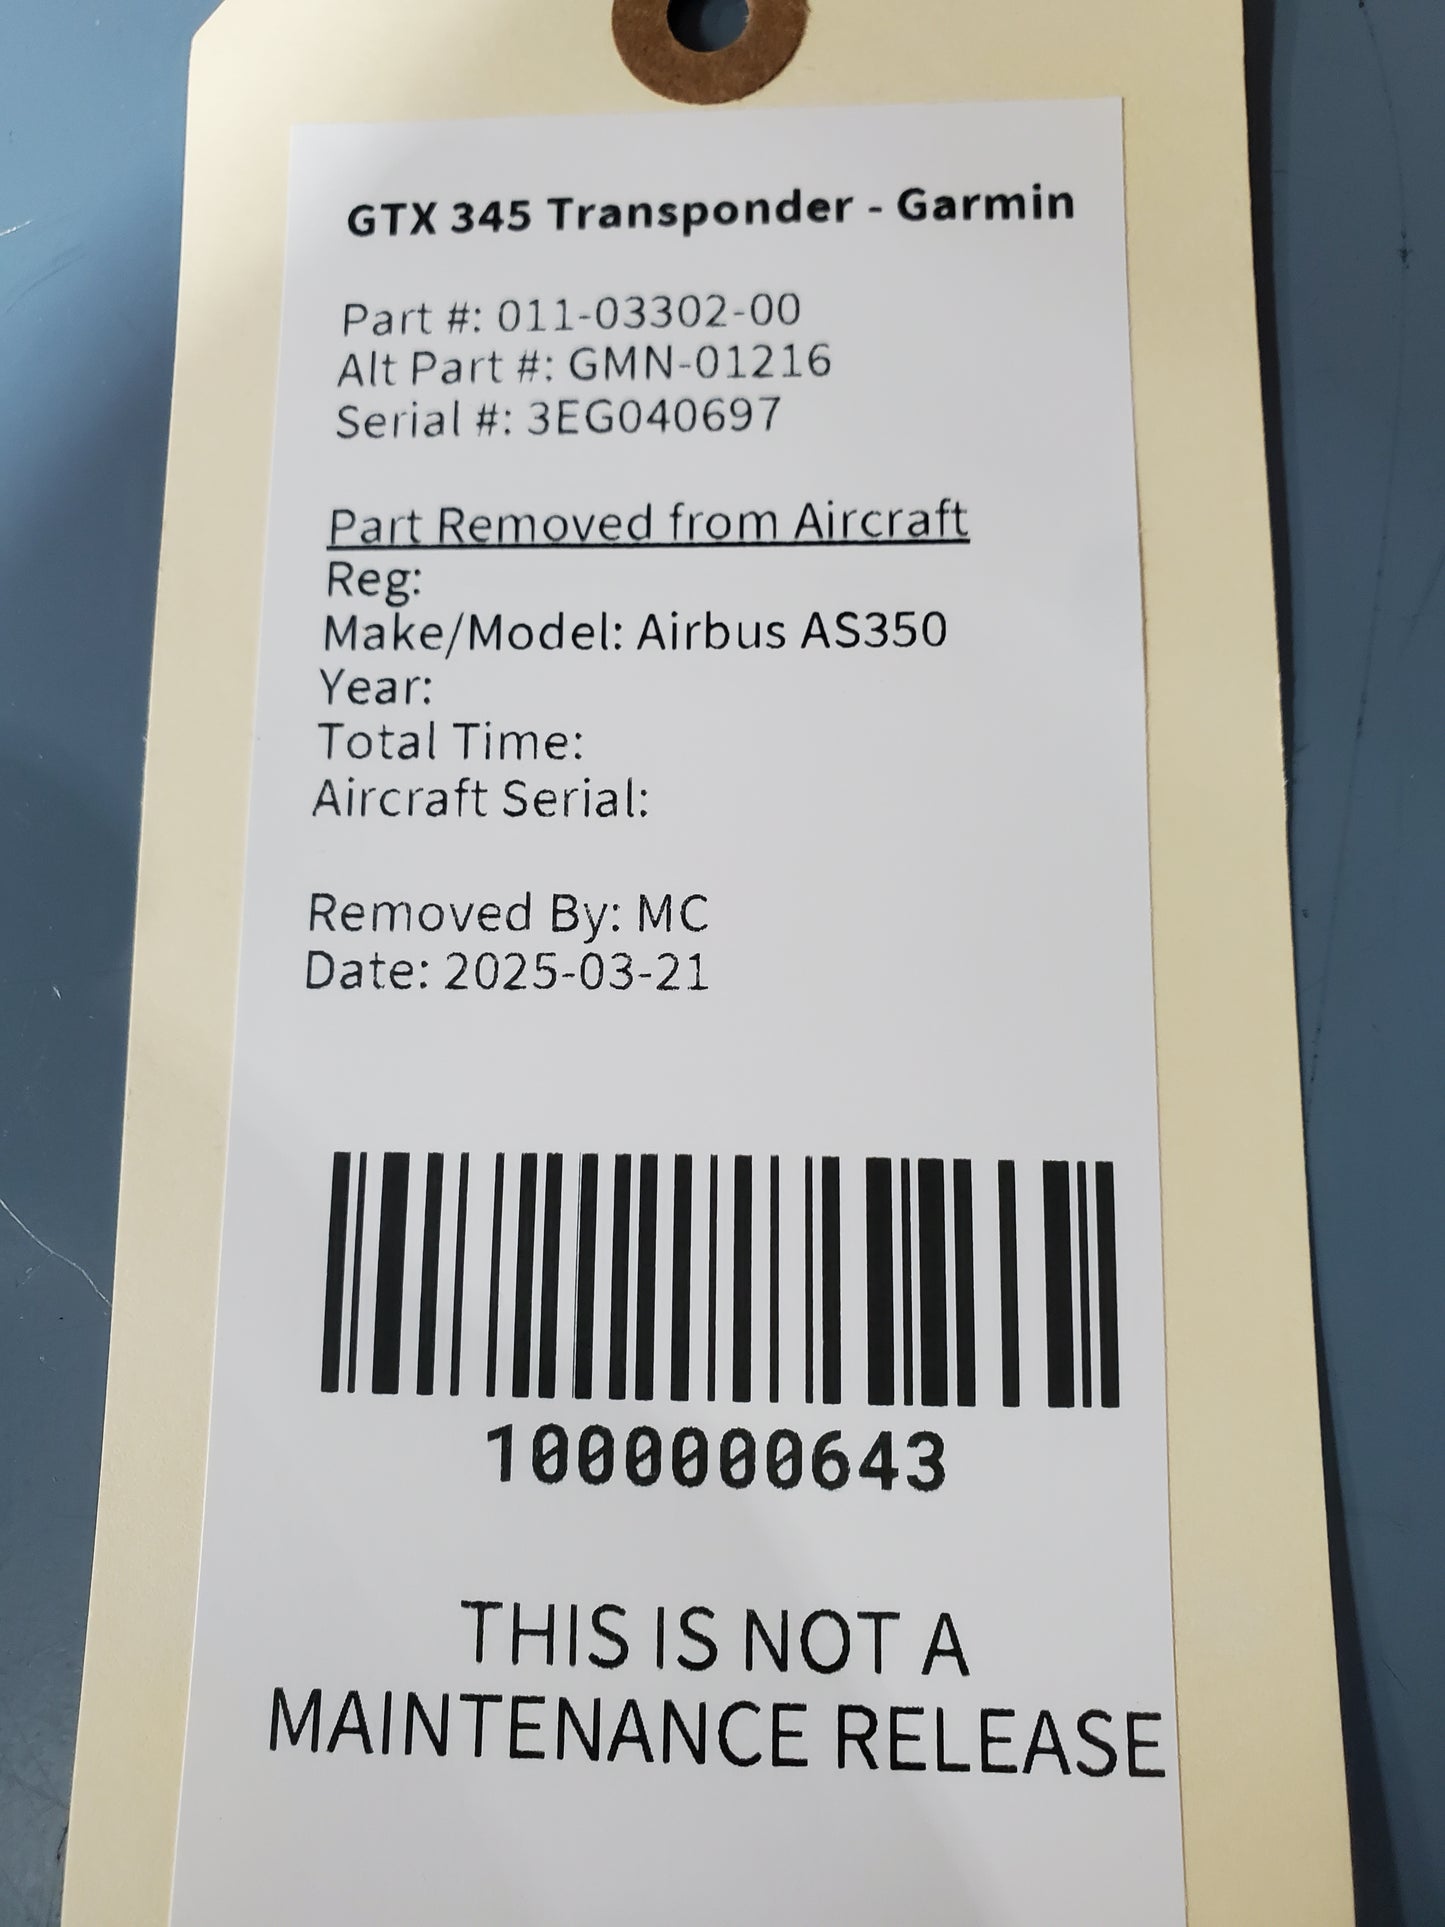 GTX 345 Transponder - Garmin
Part #: 011-03302-00
Alt Part #: GMN-01216
Serial #: 3EG040697
Part Removed from Aircraft
Reg:
Make/Model: Airbus AS350
Year:
Total Time:
Aircraft Serial:
Removed By: MC
Date: 2025-03-21
1000000643
THIS IS NOT A
MAINTENANCE RELEASE